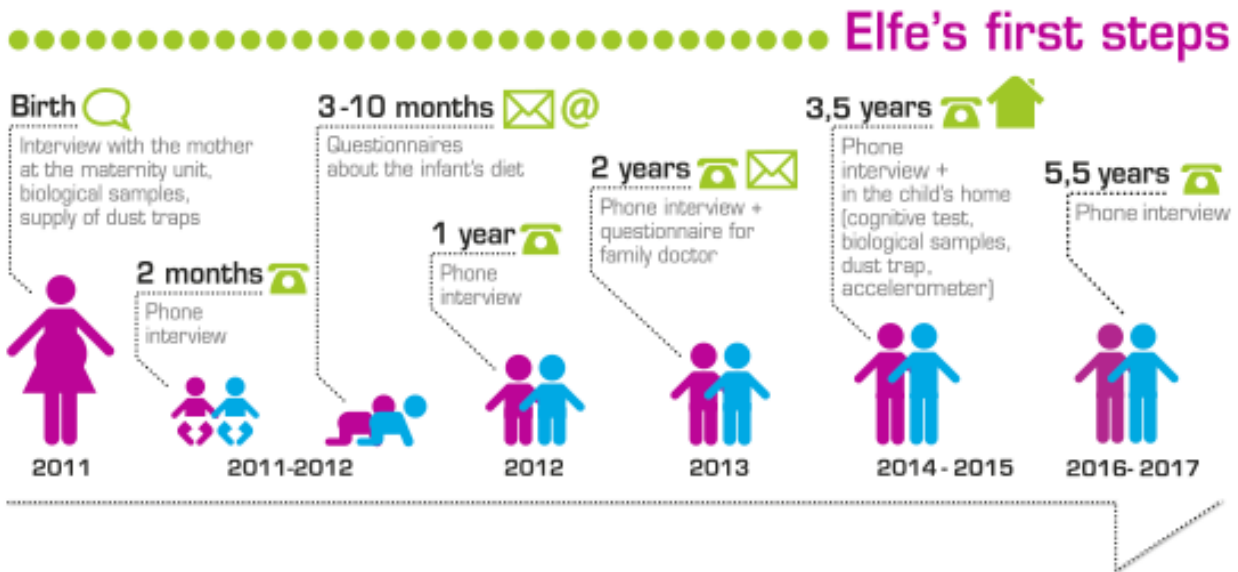 Elfe's first steps
Birth
Interview with the mother
at the maternity unit,
biological samples,
supply of dust traps
2 months
Phone
interview
3-10 months @
Questionnaires
about the infant's diet
1 year
Phone
interview
2 years
Phone interview +
questionnaire for
family doctor
3,5 years
Phone
interview +
in the child's home
(cognitive test,
biological samples,
dust trap,
accelerometer)
5,5 years
Phone interview
2011
2011-2012
2012
2013
2014-2015
2016-2017